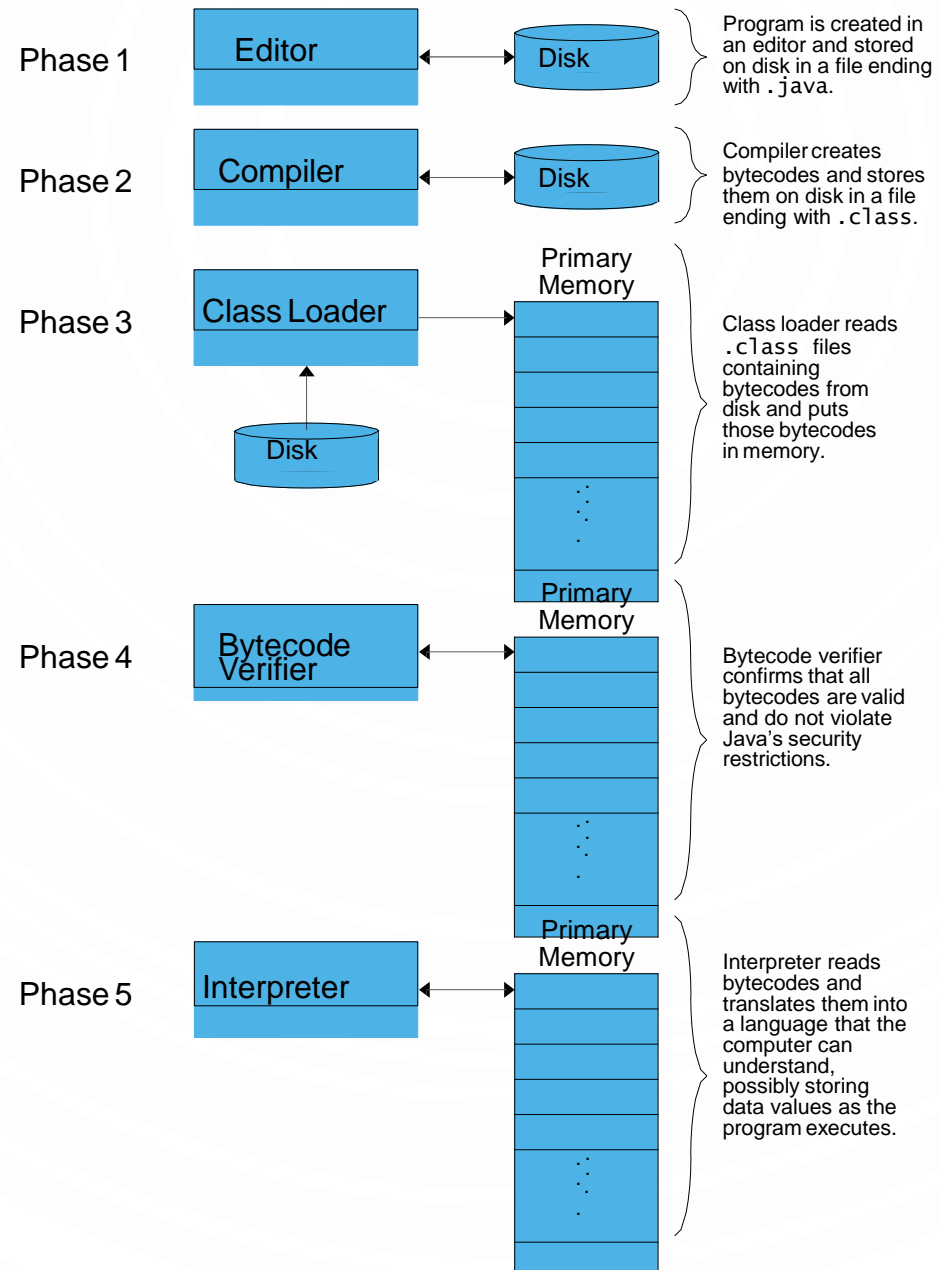 Phase 1
Editor
Disk
Program is created in
an editor and stored
on disk in a file ending
with .java.
Phase 2
Compiler
Disk
Compiler creates
bytecodes and stores
them on disk in a file
ending with .class.
Phase 3
Class Loader
Disk
Primary
Memory
Class loader reads
.class files
containing
bytecodes from
disk and puts
those bytecodes
in memory.
Phase 4
Bytecode
Verifier
Primary
Memory
Bytecode verifier
confirms that all
bytecodes are valid
and do not violate
Java’s security
restrictions.
Phase 5
Interpreter
Primary
Memory
Interpreter reads
bytecodes and
translates them into
a language that the
computer can
understand,
possibly storing
data values as the
program executes.